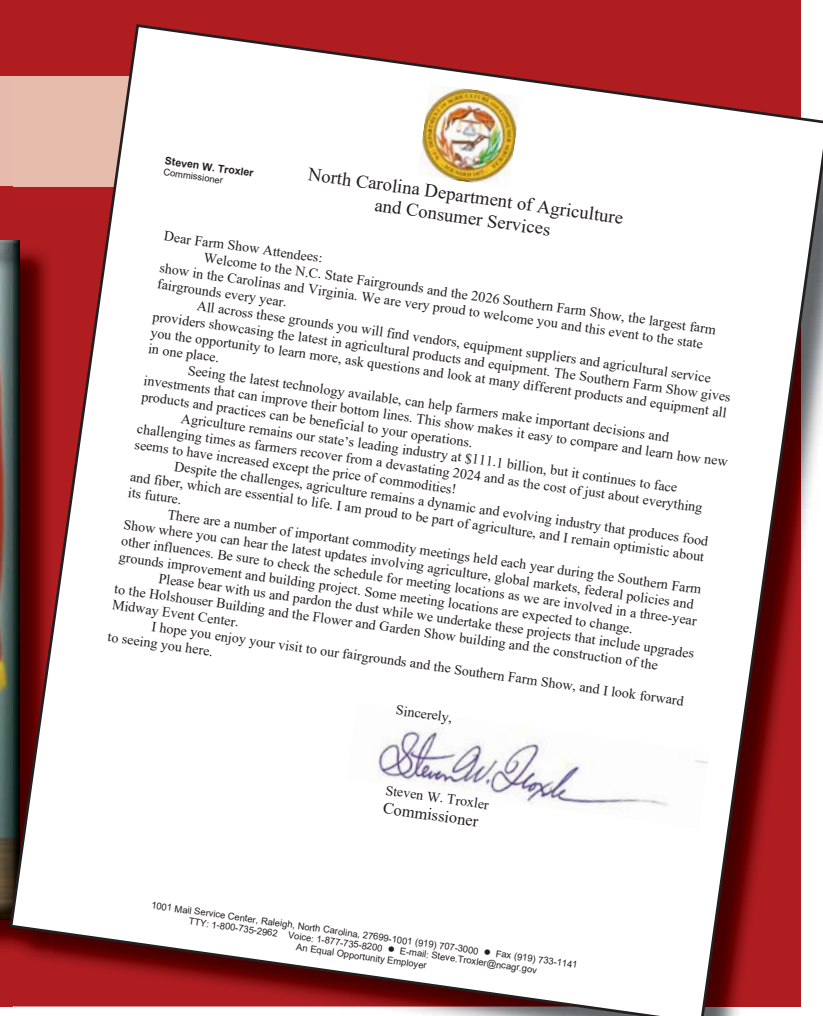 Steven W. Troxler
Commissioner
North Carolina Department of Agriculture
and Consumer Services
Dear Farm Show Attendees:
Welcome to the N.C. State Fairgrounds and the 2026 Southern Farm Show, the largest farm
show in the Carolinas and Virginia. We are very proud to welcome you and this event to the state
fairgrounds every year.
All across these grounds you will find vendors, equipment suppliers and agricultural service
providers showcasing the latest in agricultural products and equipment. The Southern Farm Show gives
you the opportunity to learn more, ask questions and look at many different products and equipment all
in one place.
Seeing the latest technology available, can help farmers make important decisions and
investments that can improve their bottom lines. This show makes it easy to compare and learn how new
products and practices can be beneficial to your operations.
Agriculture remains our state's leading industry at $111.1 billion, but it continues to face
challenging times as farmers recover from a devastating 2024 and as the cost of just about everything
seems to have increased except the price of commodities!
Despite the challenges, agriculture remains a dynamic and evolving industry that produces food
and fiber, which are essential to life. I am proud to be part of agriculture, and I remain optimistic about
its future.
There are a number of important commodity meetings held each year during the Southern Farm
Show where you can hear the latest updates involving agriculture, global markets, federal policies and
other influences. Be sure to check the schedule for meeting locations as we are involved in a three-year
grounds improvement and building project. Some meeting locations are expected to change.
Please bear with us and pardon the dust while we undertake these projects that include upgrades
to the Holshouser Building and the Flower and Garden Show building and the construction of the
Midway Event Center.
I hope you enjoy your visit to our fairgrounds and the Southern Farm Show, and I look forward
to seeing you here.
Sincerely,
Steven W. Troxler
Steven W. Troxler
Commissioner
1001 Mail Service Center, Raleigh, North Carolina, 27699-1001 (919) 707-3000 ● Fax (919) 733-1141
TTY: 1-800-735-2962 Voice: 1-877-735-8200 ● E-mail: Steve.Troxler@ncagr.gov
An Equal Opportunity Employer